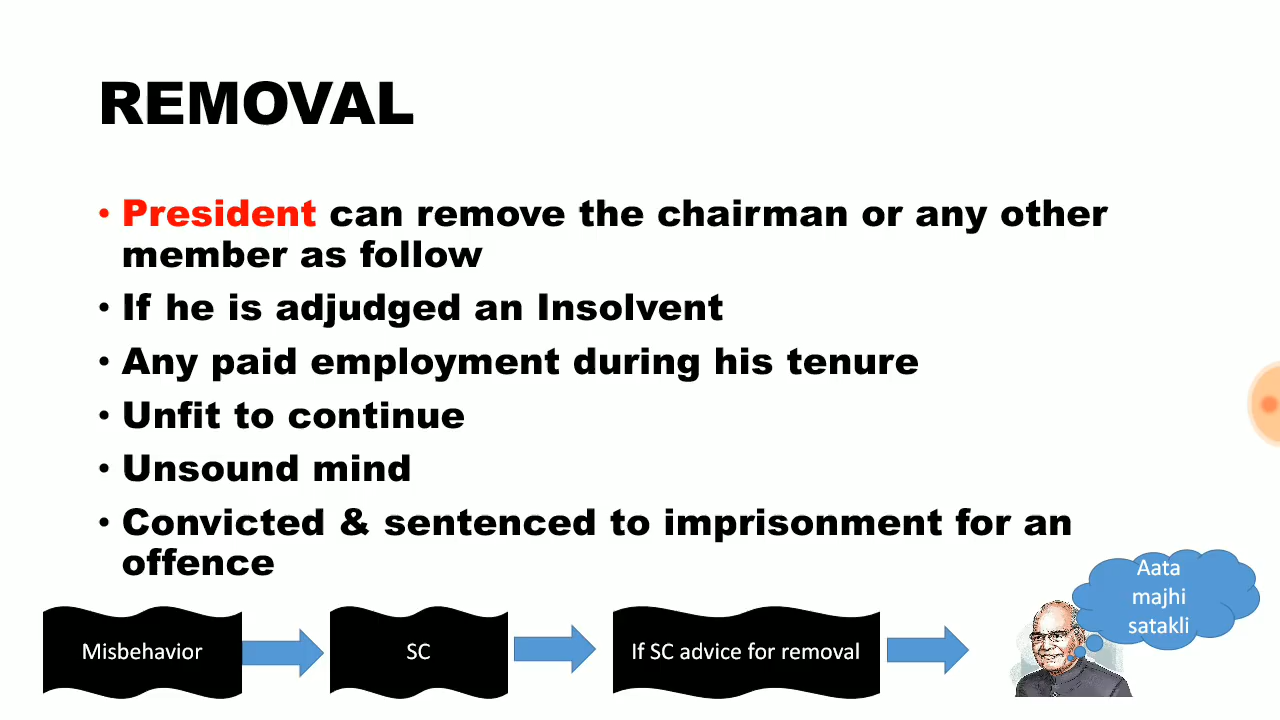 REMOVAL
• President can remove the chairman or any other
member as follow
• If he is adjudged an Insolvent
• Any paid employment during his tenure
• Unfit to continue
• Unsound mind
• Convicted & sentenced to imprisonment for an
offence
Misbehavior
SC
If SC advice for removal
Aata
majhi
satakli